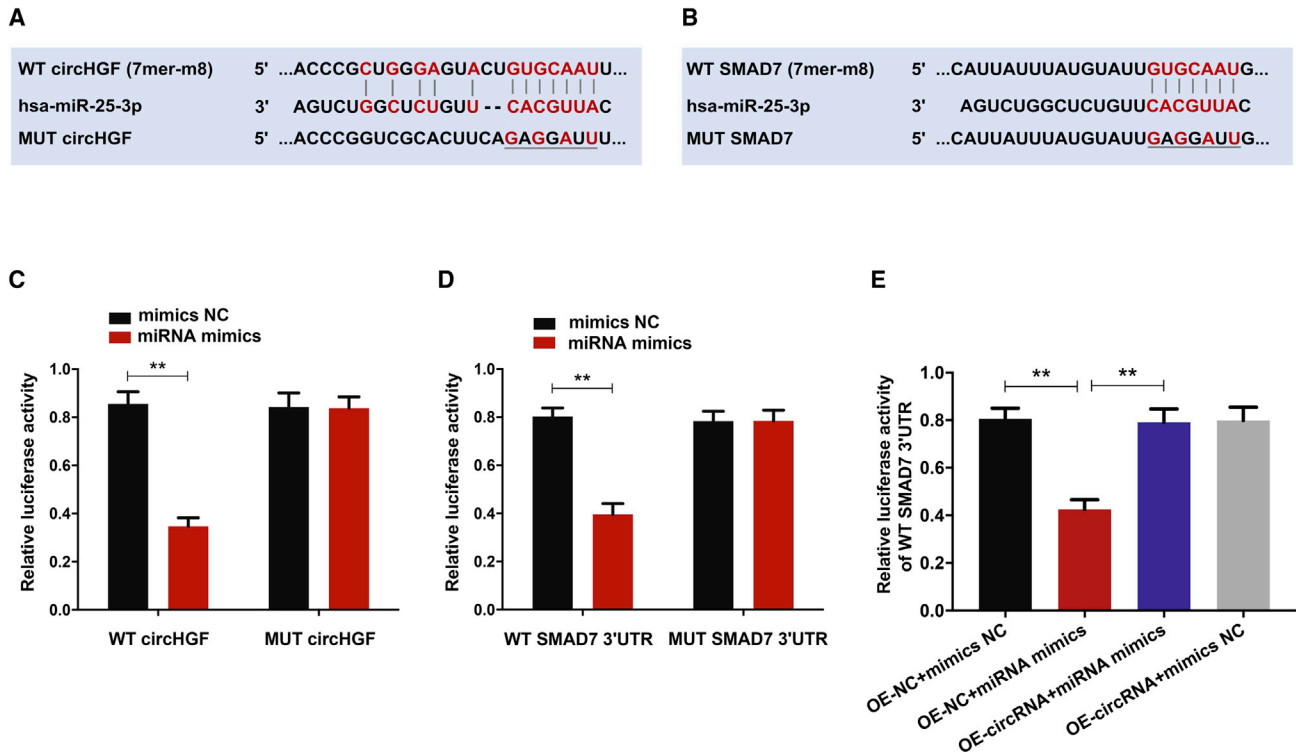 A
WT circHGF (7mer-m8) 5' ...ACCCGCUGGGAGUACUGUGCAAUU...
hsa-miR-25-3p 3' AGUCUGGCUCUGUU--CACGUUAC
MUT circHGF 5' ...ACCCGGUCGCACUUCAGAGGAUUU...
B
WT SMAD7 (7mer-m8) 5' ...CAUUAUUUAUGUAUUGUGCAAUG...
hsa-miR-25-3p AGUCUGGCUCUGUUCACGUUAC
MUT SMAD7 5' ...CAUUAUUUAUGUAUUGAGGAUUG...
C
mimics NC
miRNA mimics
Relative luciferase activity
1.0
0.8
0.6
0.4
0.2
0.0
**
WT circHGF
MUT circHGF
D
mimics NC
miRNA mimics
Relative luciferase activity
1.0
0.8
0.6
0.4
0.2
0.0
**
WT SMAD7 3'UTR
MUT SMAD7 3'UTR
E
Relative luciferase activity
of WT SMAD7 3'UTR
1.0
0.8
0.6
0.4
0.2
0.0
**
**
OE-NC+mimics NC
OE-NC+miRNA mimics
OE-circRNA+miRNA mimics
OE-circRNA+mimics NC